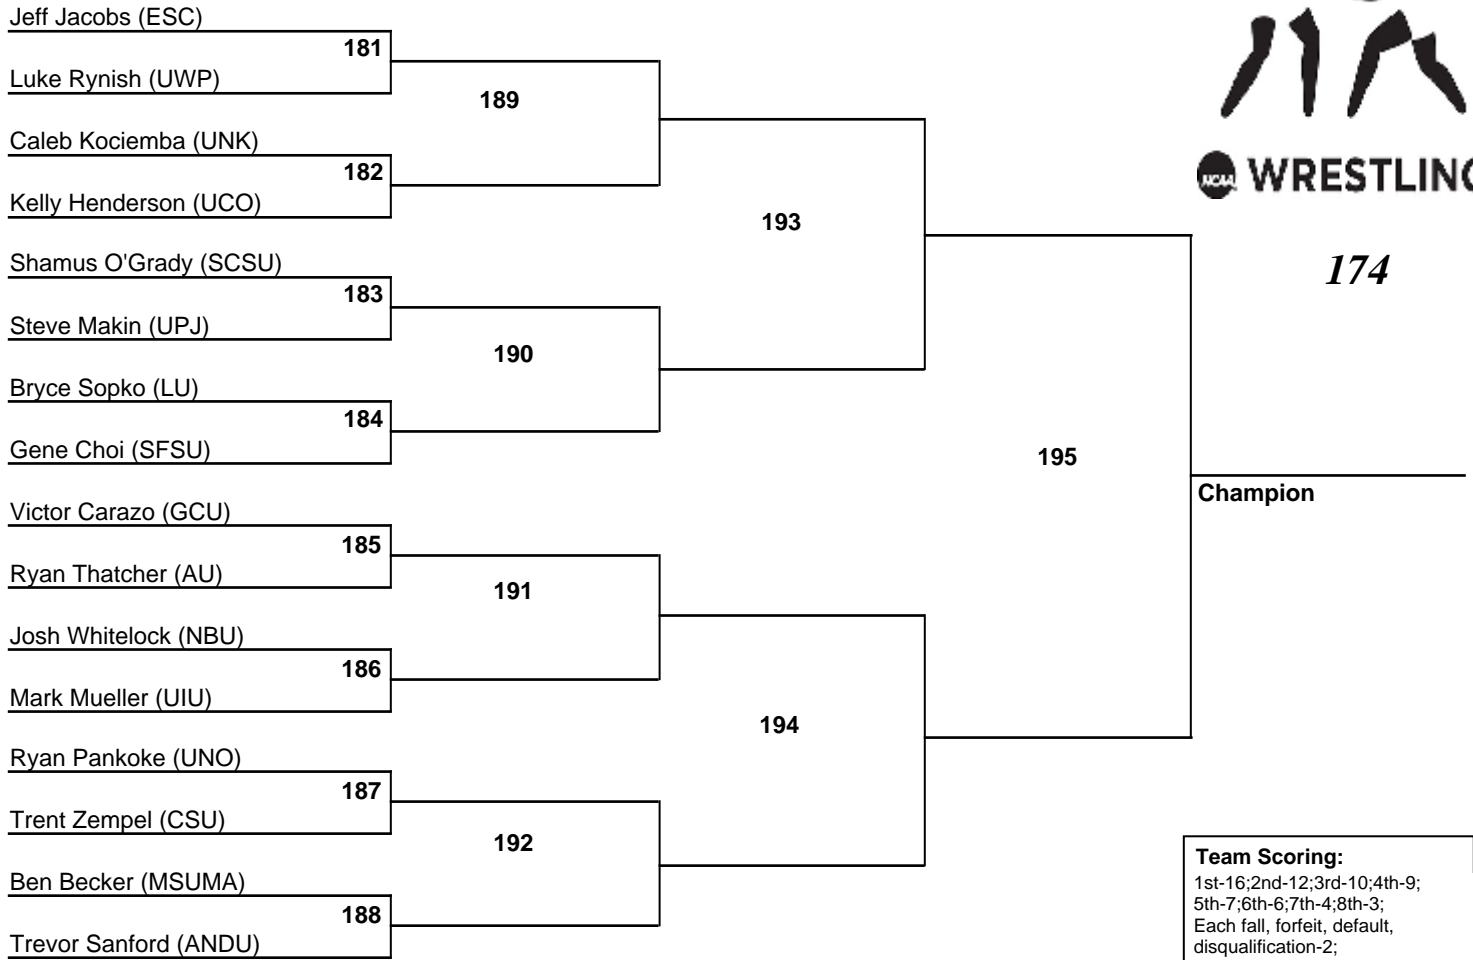 Jeff Jacobs (ESC)
181
Luke Rynish (UWP)
189
Caleb Kociemba (UNK)
182
Kelly Henderson (UCO)
193
Shamus O'Grady (SCSU)
183
Steve Makin (UPJ)
190
Bryce Sopko (LU)
184
Gene Choi (SFSU)
NCAA WRESTLING
174
195
Champion
Victor Carazo (GCU)
185
Ryan Thatcher (AU)
191
Josh Whitelock (NBU)
186
Mark Mueller (UIU)
194
Ryan Pankoke (UNO)
187
Trent Zempel (CSU)
192
Ben Becker (MSUMA)
188
Trevor Sanford (ANDU)
Team Scoring:
1st-16;2nd-12;3rd-10;4th-9;
5th-7;6th-6;7th-4;8th-3;
Each fall, forfeit, default,
disqualification-2;